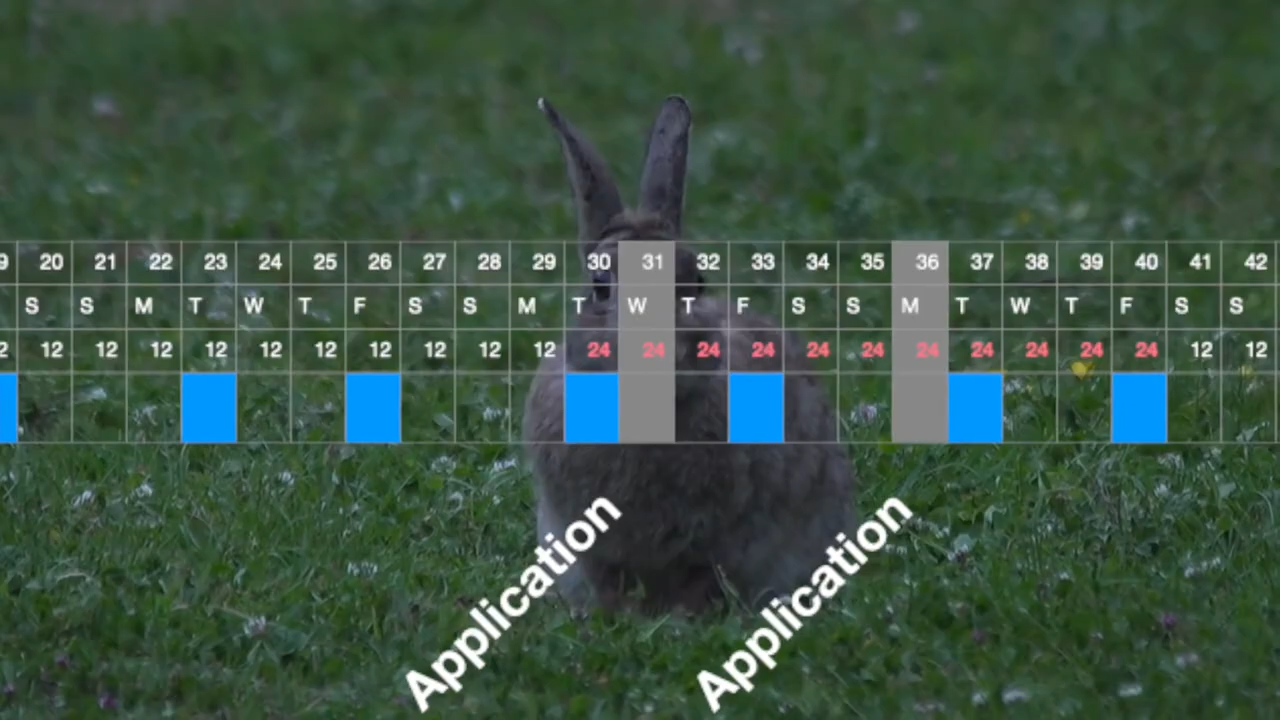 9 20 21 22 23 24 25 26 27 28 29 30 31 32 33 34 35 36 37 38 39 40 41 42
S S M T W T F S S M T W T F S S M T W T F S S
2 12 12 12 12 12 12 12 12 12 12 24 24 24 24 24 24 24 24 24 24 24 12 12
Application Application